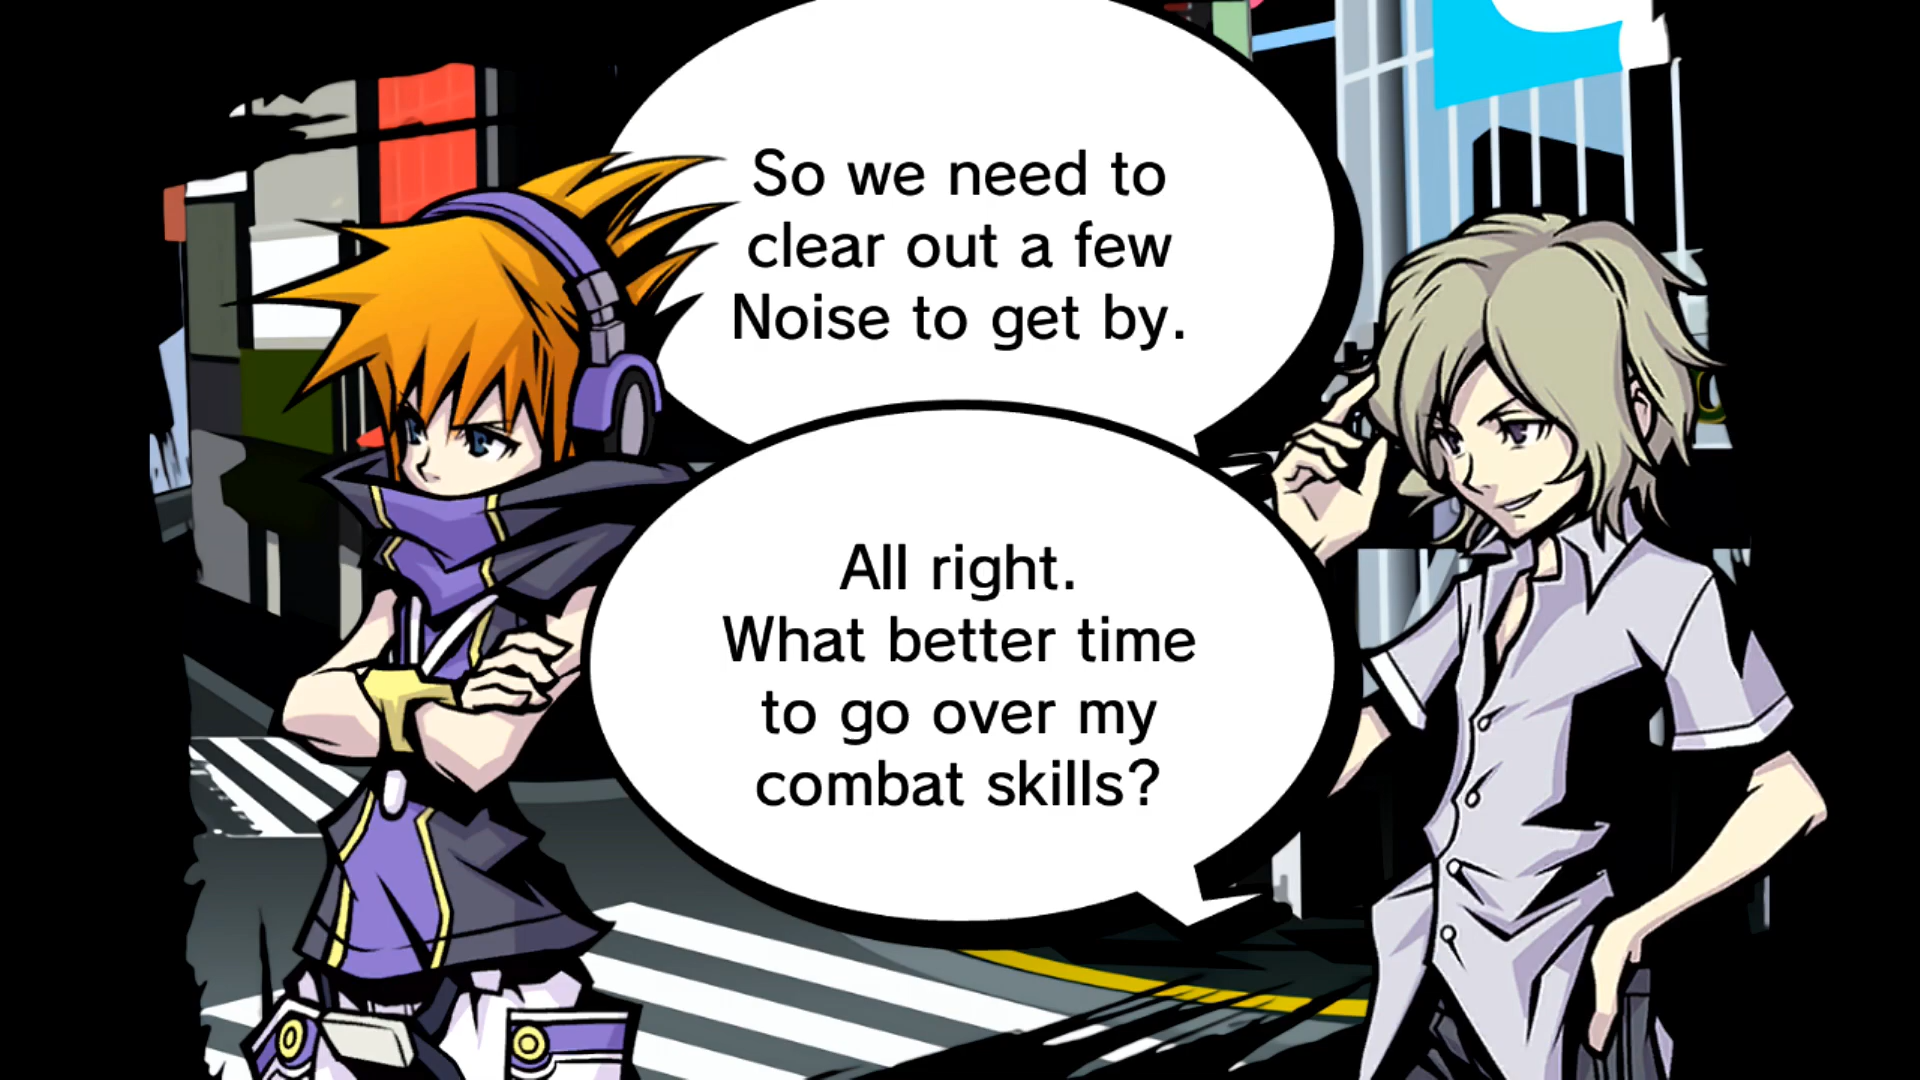 So we need to
clear out a few
Noise to get by.
All right.
What better time
to go over my
combat skills?